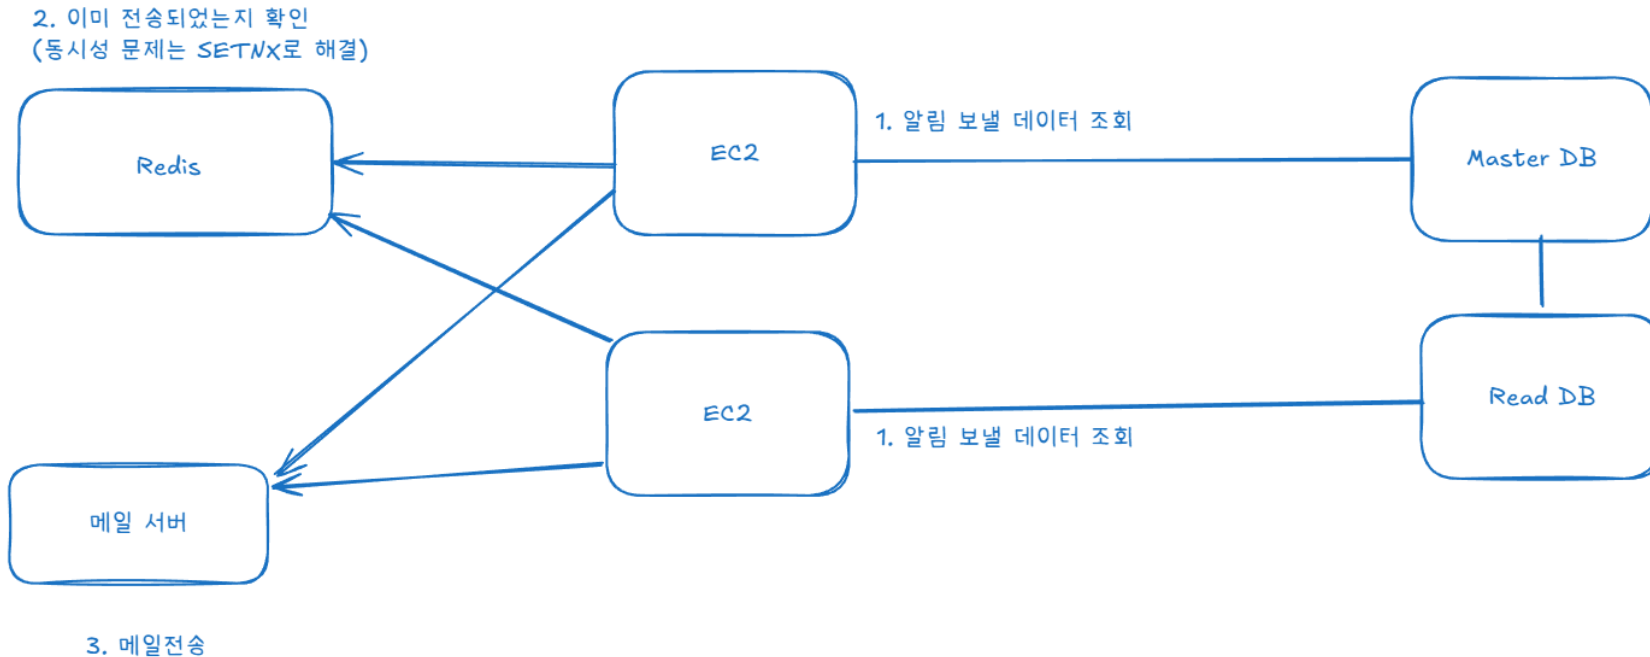 2. 이미 전송되었는지 확인
(동시성 문제는 SETNX로 해결)
Redis
EC2
1. 알림 보낼 데이터 조회
Master DB
EC2
1. 알림 보낼 데이터 조회
Read DB
메일 서버
3. 메일전송